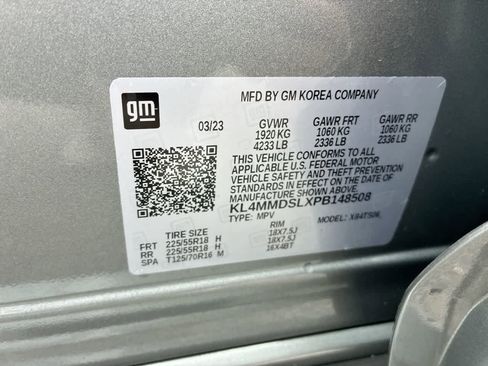 gm
MFD BY GM KOREA COMPANY
03/23 GVWR GAWR FRT GAWR RR
1920 KG 1060 KG 1060 KG
4233 LB 2336 LB 2336 LB
THIS VEHICLE CONFORMS TO ALL
APPLICABLE U.S. FEDERAL MOTOR
VEHICLE SAFETY AND THEFT PREVENTION
STANDARDS IN EFFECT ON THE DATE OF
MANUFACTURE SHOWN ABOVE.
KL4MMDSLXPB148508
TYPE: MPV MODEL: X84TS06
TIRE SIZE RIM
FRT 225/55R18 H 18X7.5J
RR 225/55R18 H 18X7.5J
SPA T125/70R16 M 16X4BT